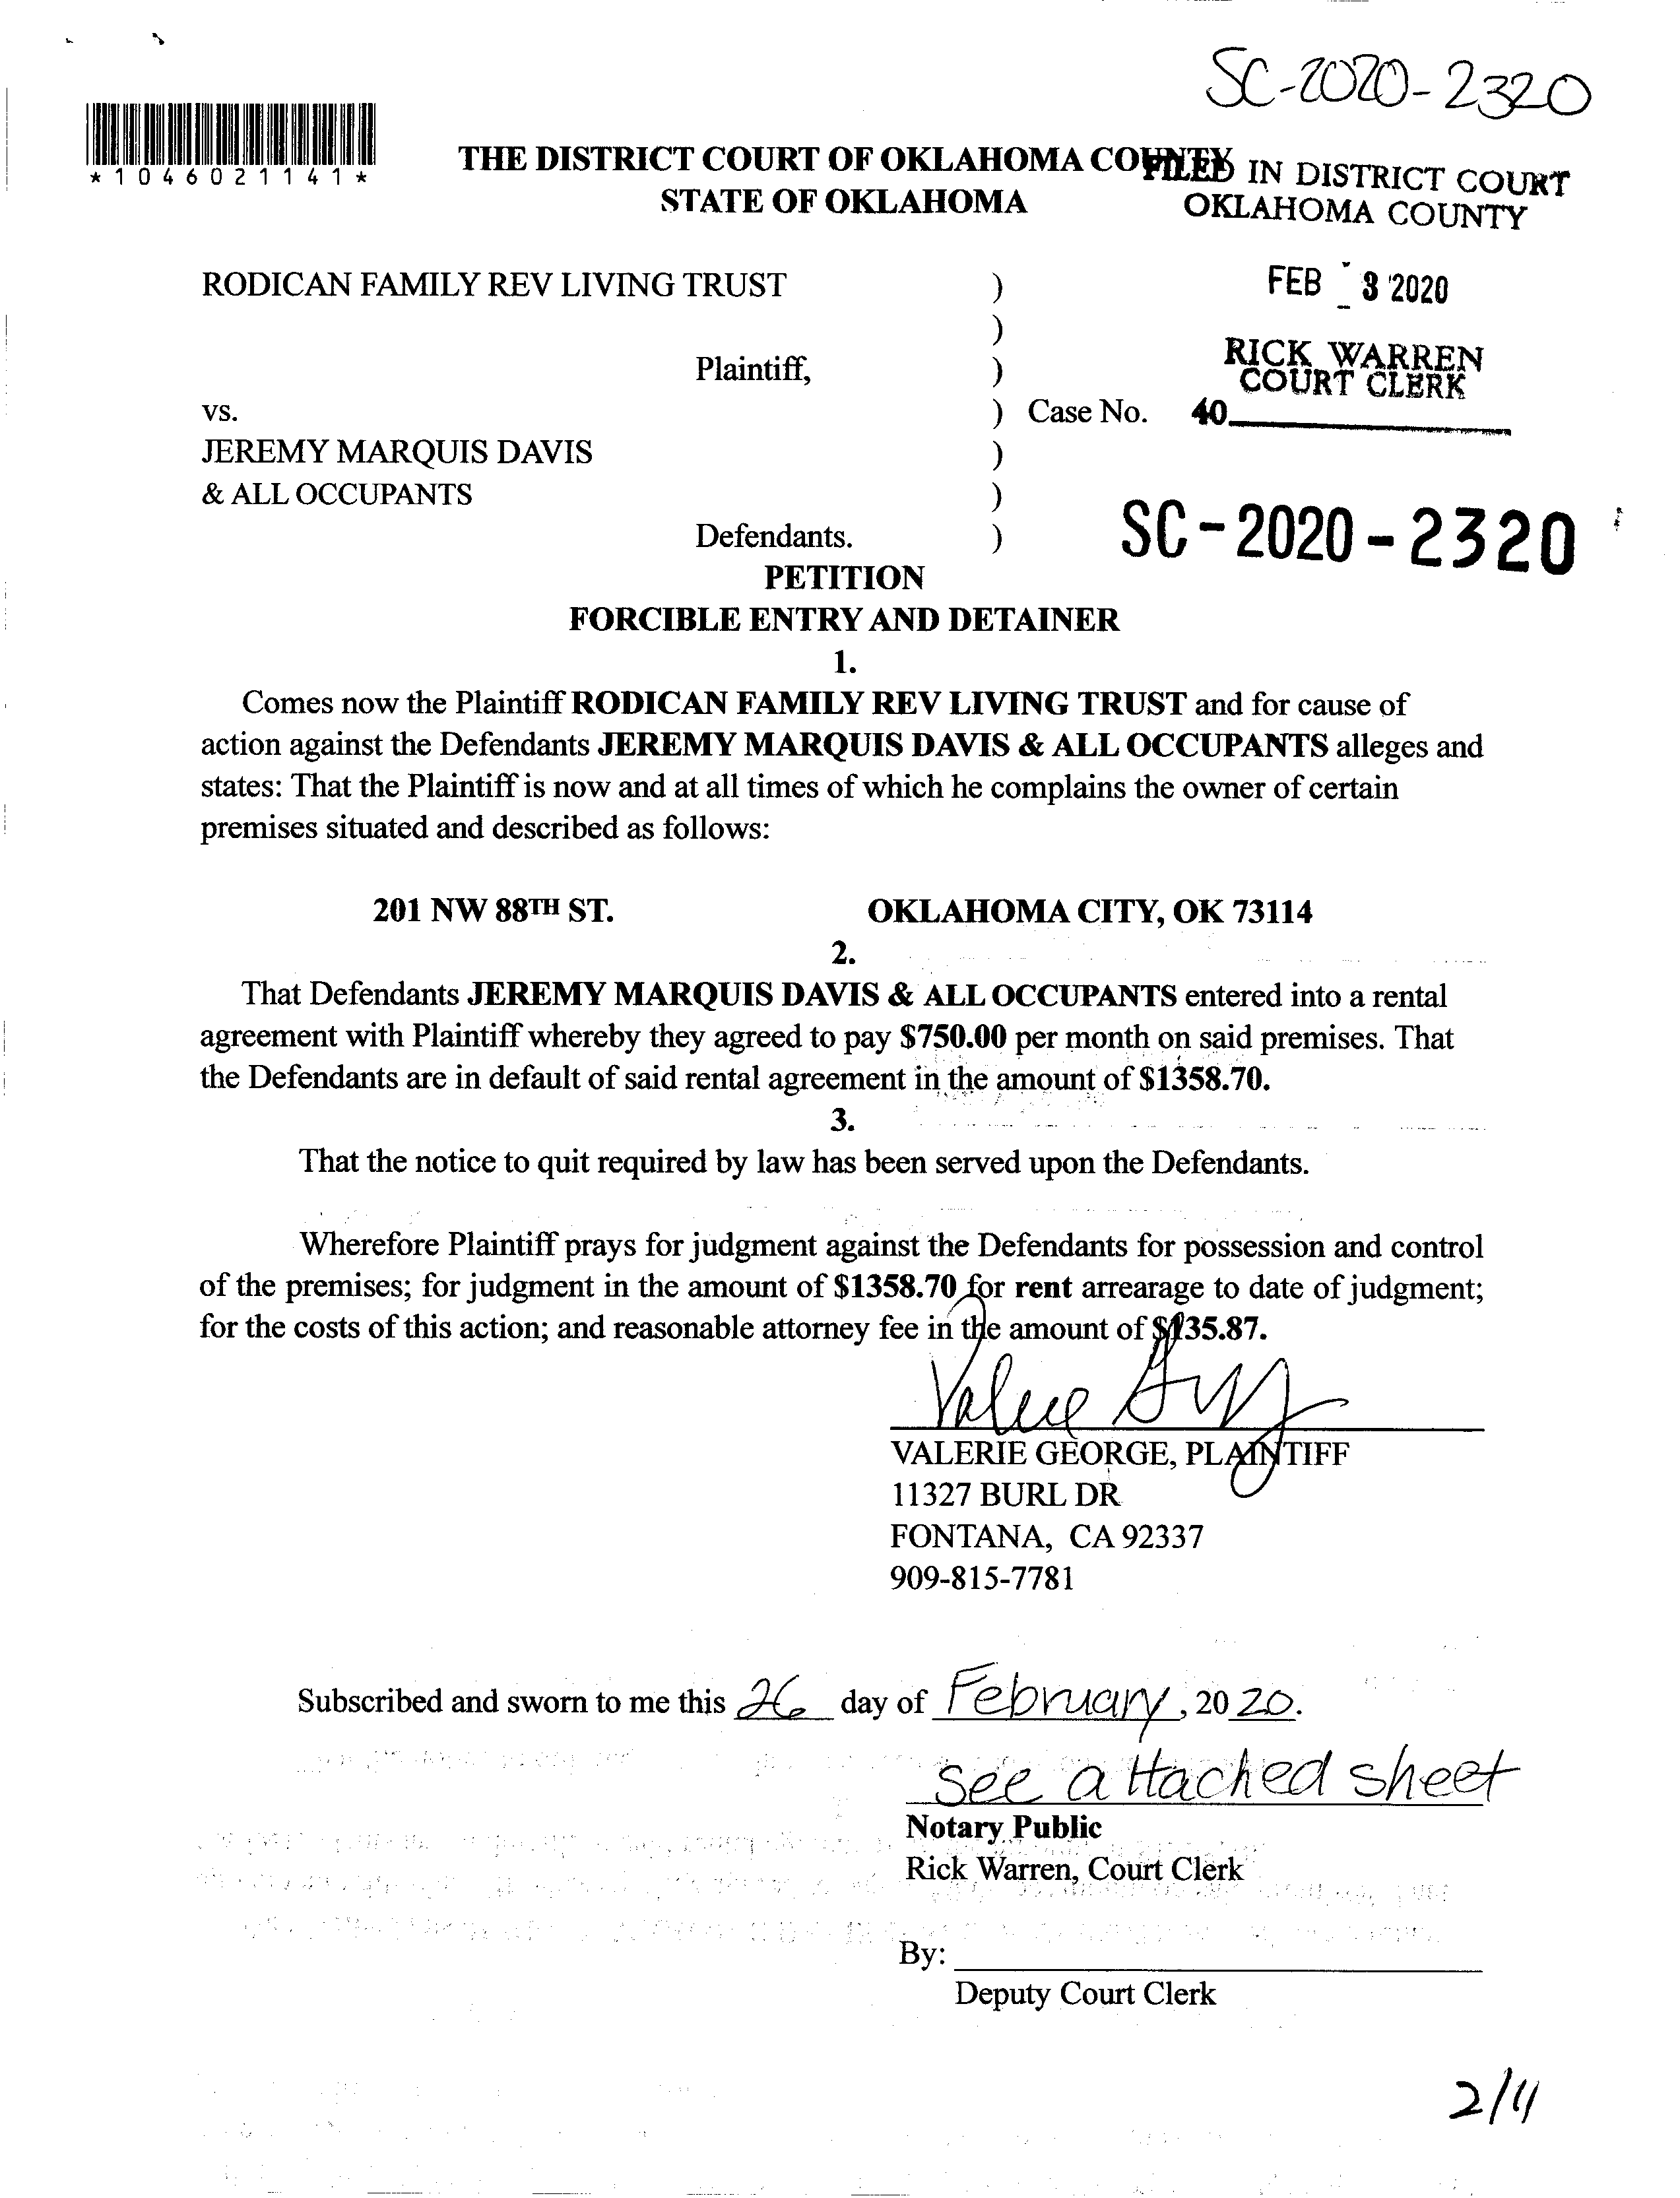 SC-2020-2320
*1046021141*
THE DISTRICT COURT OF OKLAHOMA COUNTY
STATE OF OKLAHOMA
FILED IN DISTRICT COURT
OKLAHOMA COUNTY
FEB - 3 2020
RICK WARREN
COURT CLERK
40
RODICAN FAMILY REV LIVING TRUST )
)
Plaintiff, )
vs. ) Case No.
JEREMY MARQUIS DAVIS )
& ALL OCCUPANTS )
Defendants. )
SC-2020-2320
PETITION
FORCIBLE ENTRY AND DETAINER
1.
Comes now the Plaintiff RODICAN FAMILY REV LIVING TRUST and for cause of
action against the Defendants JEREMY MARQUIS DAVIS & ALL OCCUPANTS alleges and
states: That the Plaintiff is now and at all times of which he complains the owner of certain
premises situated and described as follows:
201 NW 88TH ST. OKLAHOMA CITY, OK 73114
2.
That Defendants JEREMY MARQUIS DAVIS & ALL OCCUPANTS entered into a rental
agreement with Plaintiff whereby they agreed to pay $750.00 per month on said premises. That
the Defendants are in default of said rental agreement in the amount of $1358.70.
3.
That the notice to quit required by law has been served upon the Defendants.
Wherefore Plaintiff prays for judgment against the Defendants for possession and control
of the premises; for judgment in the amount of $1358.70 for rent arrearage to date of judgment;
for the costs of this action; and reasonable attorney fee in the amount of $135.87.
VALERIE GEORGE, PLAINTIFF
11327 BURL DR
FONTANA, CA 92337
909-815-7781
Subscribed and sworn to me this 26 day of February, 2020.
see attached sheet
Notary Public
Rick Warren, Court Clerk
By:
Deputy Court Clerk
2/11